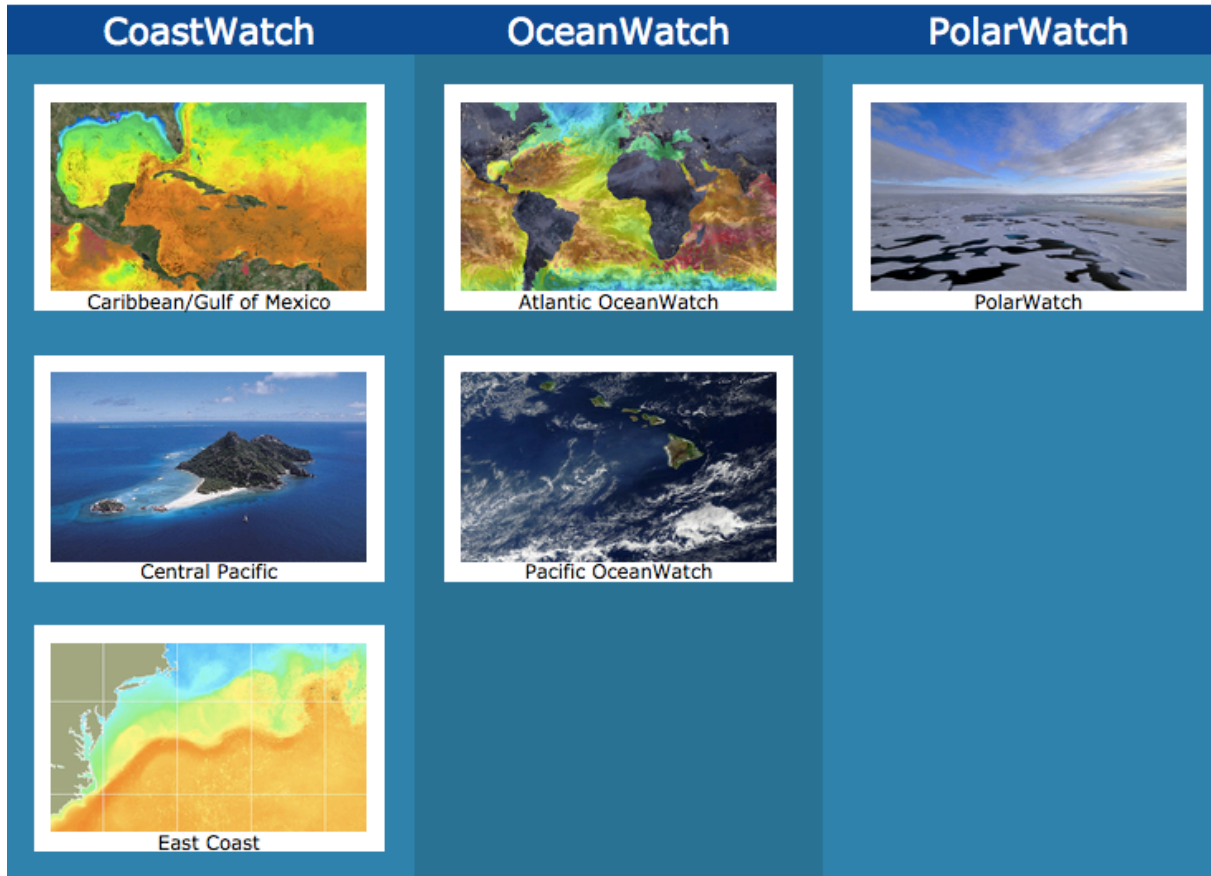 CoastWatch
OceanWatch
PolarWatch
Caribbean/Gulf of Mexico
Atlantic OceanWatch
PolarWatch
Central Pacific
Pacific OceanWatch
East Coast